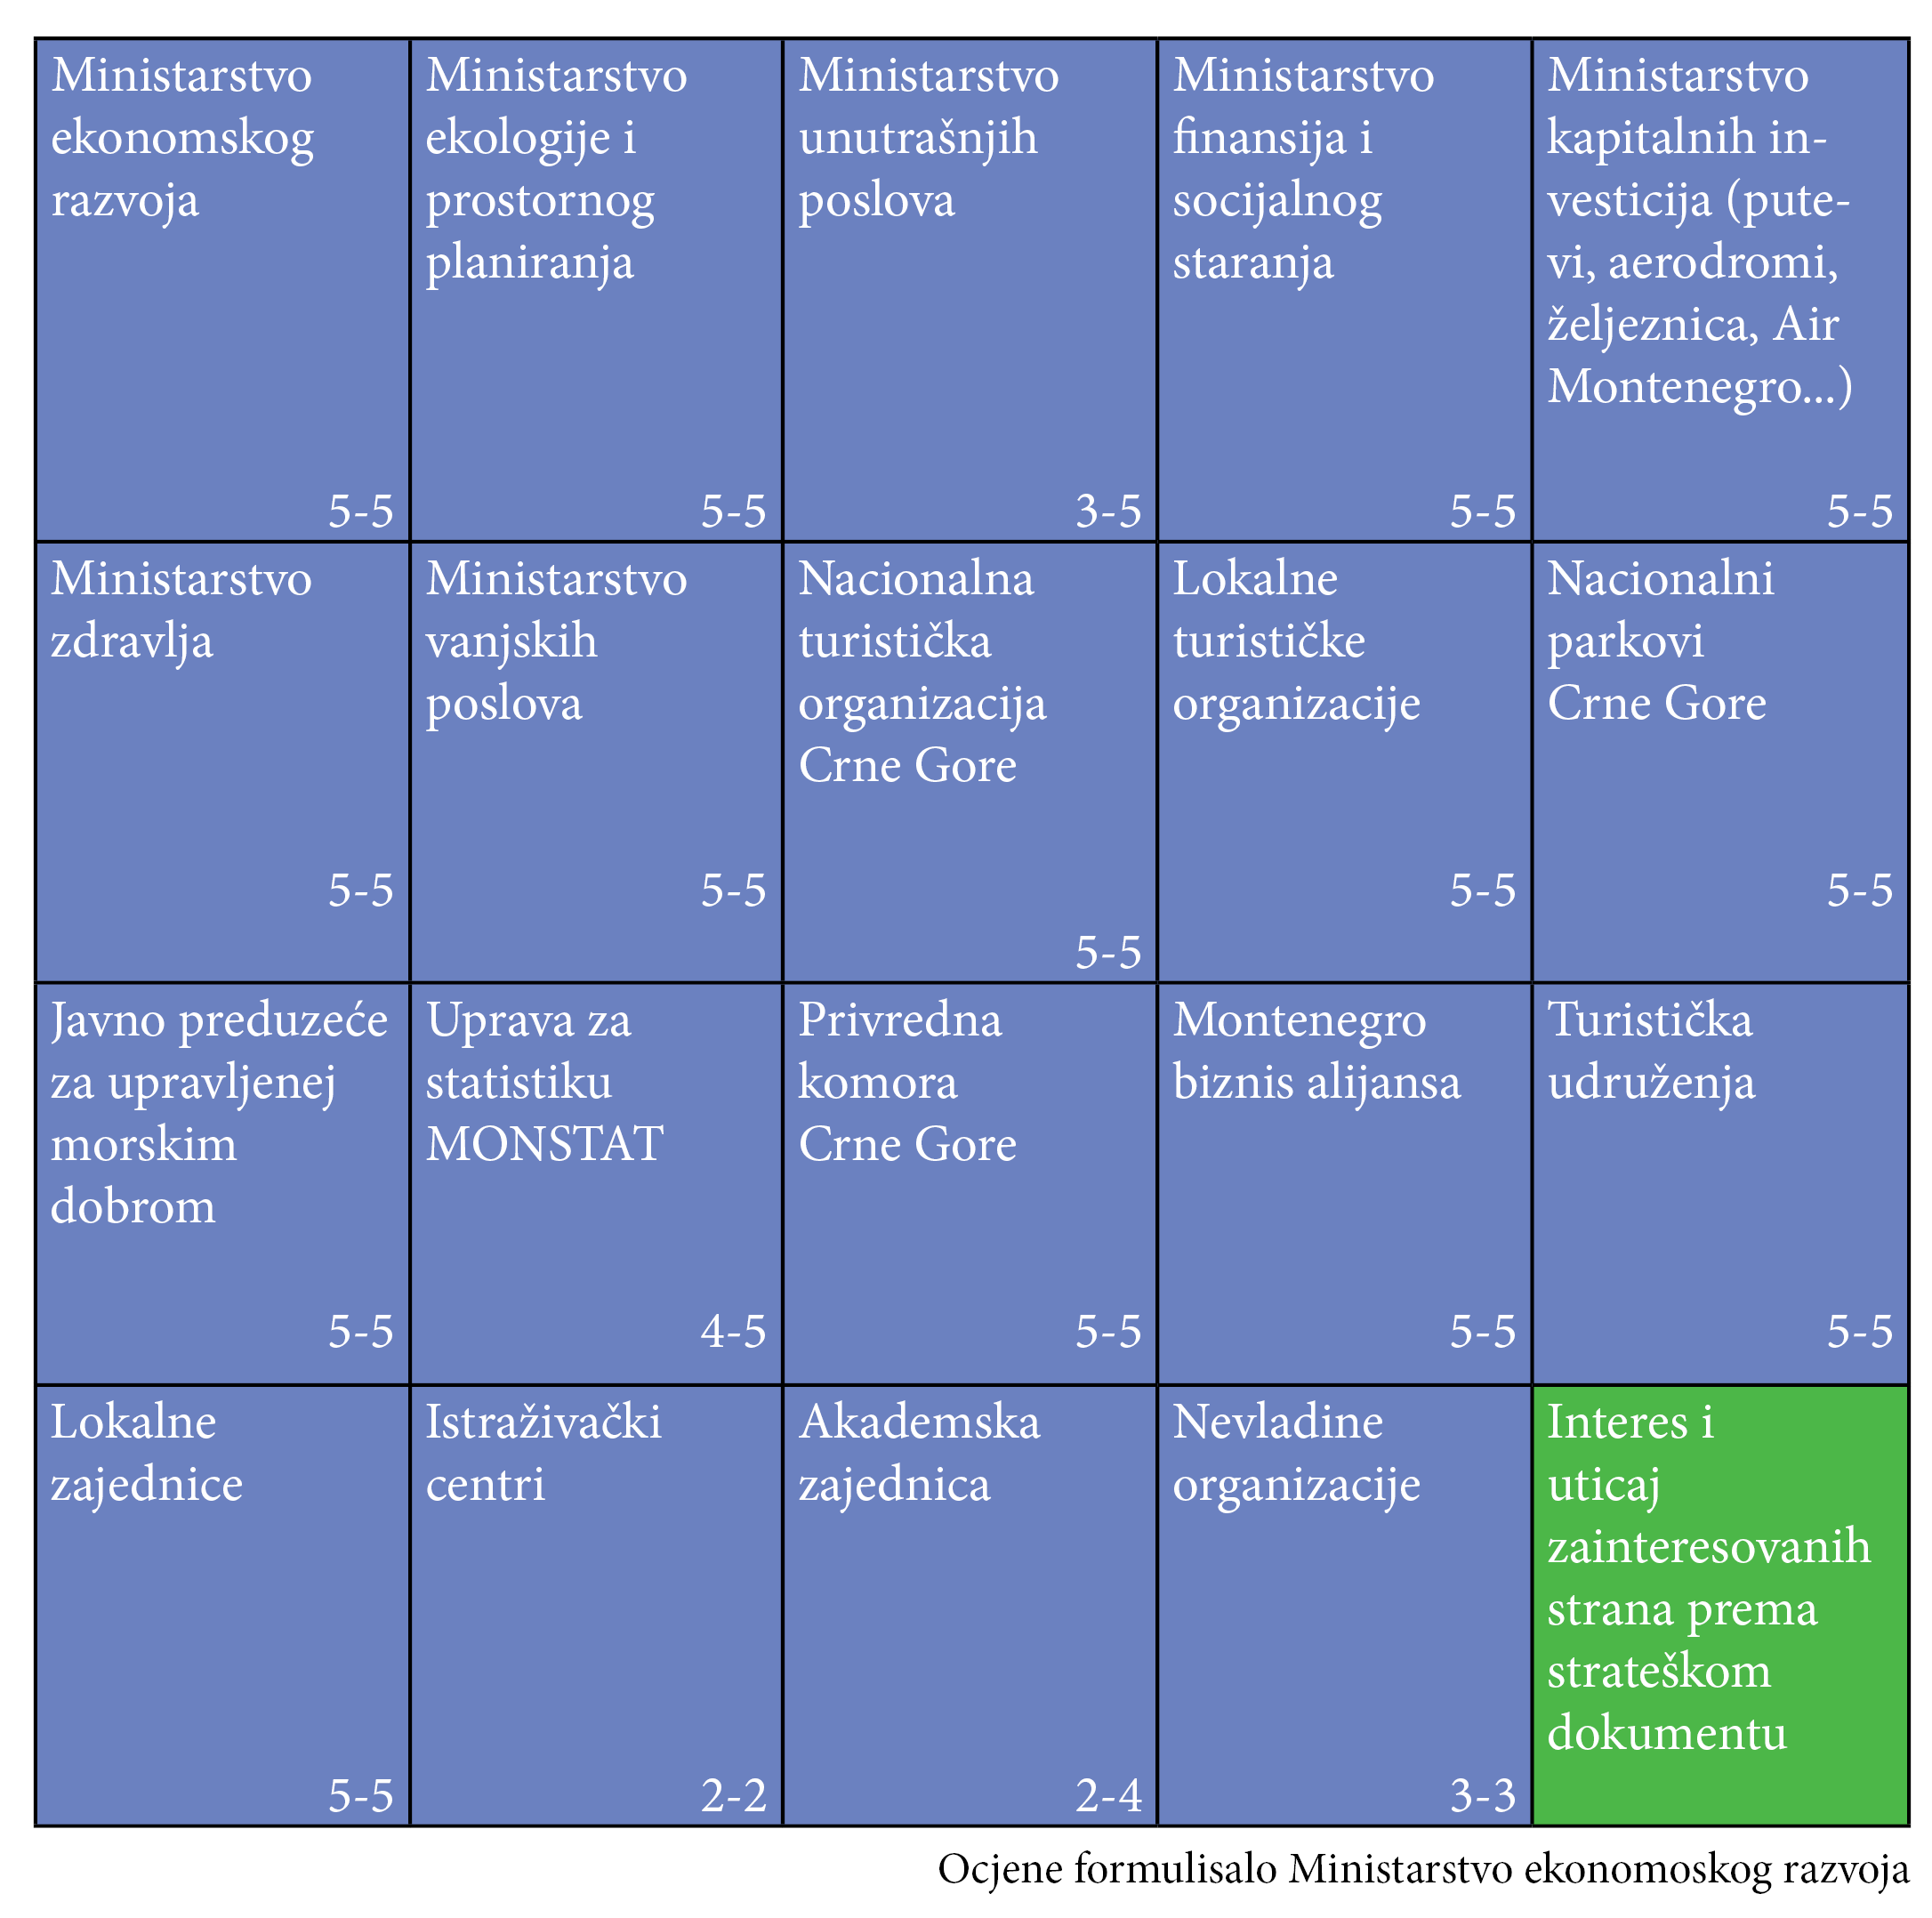 Ministarstvo
ekonomskog
razvoja
5-5
Ministarstvo
ekologije i
prostornog
planiranja
5-5
Ministarstvo
unutrašnjih
poslova
3-5
Ministarstvo
finansija i
socijalnog
staranja
5-5
Ministarstvo
kapitalnih in-
vesticija (pute-
vi, aerodromi,
željeznica, Air
Montenegro...)
5-5
Ministarstvo
zdravlja
5-5
Ministarstvo
vanjskih
poslova
5-5
Nacionalna
turistička
organizacija
Crne Gore
5-5
Lokalne
turističke
organizacije
5-5
Nacionalni
parkovi
Crne Gore
5-5
Javno preduzeće
za upravljenej
morskim
dobrom
5-5
Uprava za
statistiku
MONSTAT
4-5
Privredna
komora
Crne Gore
5-5
Montenegro
biznis alijansa
5-5
Turistička
udruženja
5-5
Lokalne
zajednice
5-5
Istraživački
centri
2-2
Akademska
zajednica
2-4
Nevladine
organizacije
3-3
Interes i
uticaj
zainteresovanih
strana prema
strateškom
dokumentu
Ocjene formulisalo Ministarstvo ekonomoskog razvoja